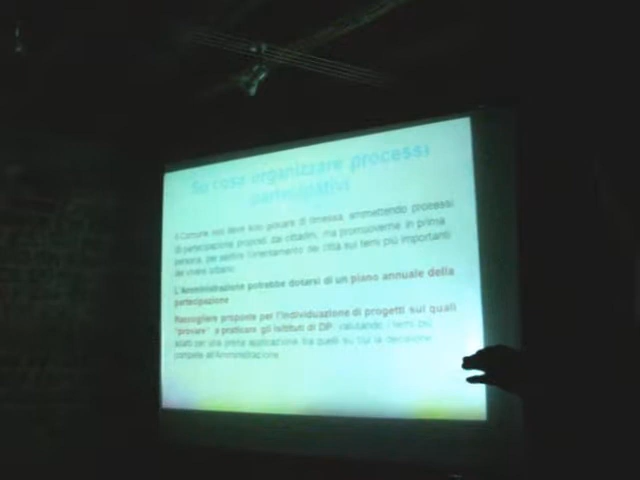 Su cosa organizzare processi
partecipativi
Il Comune non deve solo giocare di rimessa, ammettendo processi
di partecipazione proposti dai cittadini, ma promuoverne in prima
persona, per sentire l'orientamento dei città sui temi più importanti
del vivere urbano
L'Amministrazione potrebbe dotarsi di un piano annuale della
partecipazione
Raccogliere proposte per l'individuazione di progetti sui quali
"provare" a praticare gli istituti di DP, valutando i temi più
adatti per una prima applicazione fra quelli su cui la decisione
compete all'Amministrazione